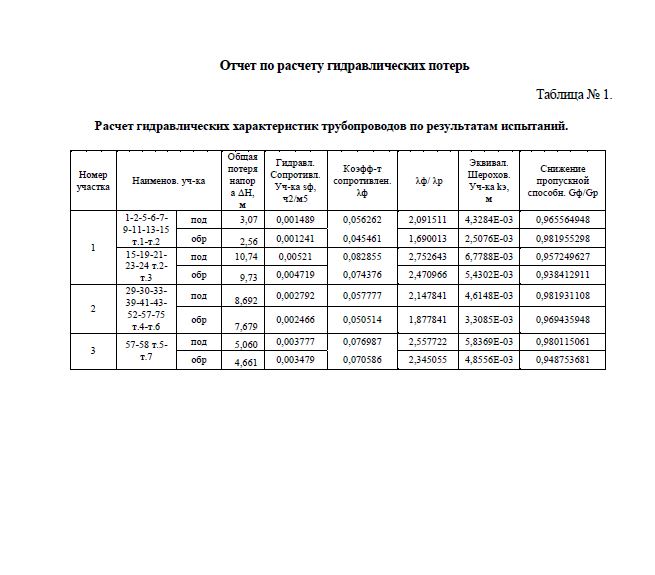 Отчет по расчету гидравлических потерь
Таблица № 1.
Расчет гидравлических характеристик трубопроводов по результатам испытаний.
Номер участка | Наименов. уч-ка | Общая потеря напор а ΔН, м | Гидравл. Сопротивл. Уч-ка sф, ч2/м5 | Коэфф-т сопротивлен. λф | λф/ λр | Эквивал. Шерохов. Уч-ка kэ, м | Снижение пропускной способн. Gф/Gр
1 | 1-2-5-6-7-9-11-13-15 т.1-т.2 | под | 3,07 | 0,001489 | 0,056262 | 2,091511 | 4,3284E-03 | 0,965564948
обр | 2,56 | 0,001241 | 0,045461 | 1,690013 | 2,5076E-03 | 0,981955298
15-19-21-23-24 т.2-т.3 | под | 10,74 | 0,00521 | 0,082855 | 2,752643 | 6,7788E-03 | 0,957249627
обр | 9,73 | 0,004719 | 0,074376 | 2,470966 | 5,4302E-03 | 0,938412911
2 | 29-30-33-39-41-43-52-57-75 т.4-т.6 | под | 8,692 | 0,002792 | 0,057777 | 2,147841 | 4,6148E-03 | 0,981931108
обр | 7,679 | 0,002466 | 0,050514 | 1,877841 | 3,3085E-03 | 0,969435948
3 | 57-58 т.5-т.7 | под | 5,060 | 0,003777 | 0,076987 | 2,557722 | 5,8369E-03 | 0,980115061
обр | 4,661 | 0,003479 | 0,070586 | 2,345055 | 4,8556E-03 | 0,948753681